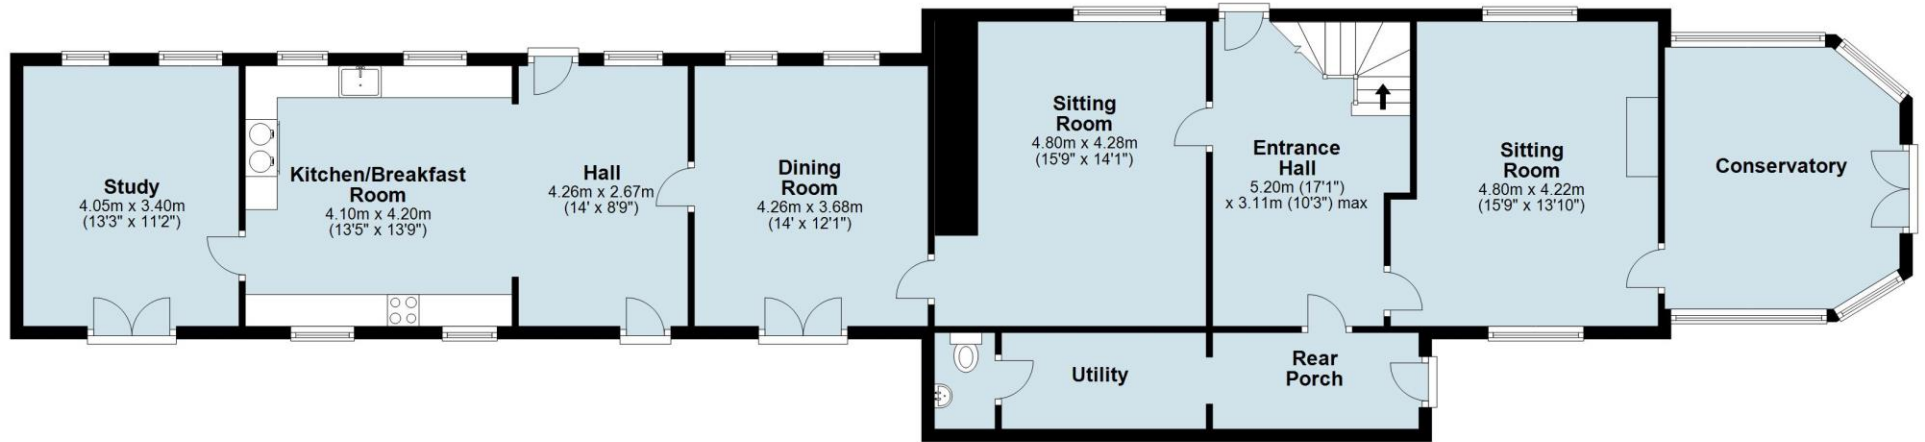 Study
4.05m x 3.40m
(13'3" x 11'2")
Kitchen/Breakfast
Room
4.10m x 4.20m
(13'5" x 13'9")
Hall
4.26m x 2.67m
(14' x 8'9")
Dining
Room
4.26m x 3.68m
(14' x 12'1")
Sitting
Room
4.80m x 4.28m
(15'9" x 14'1")
Entrance
Hall
5.20m (17'1")
x 3.11m (10'3") max
Sitting
Room
4.80m x 4.22m
(15'9" x 13'10")
Conservatory
Utility
Rear
Porch